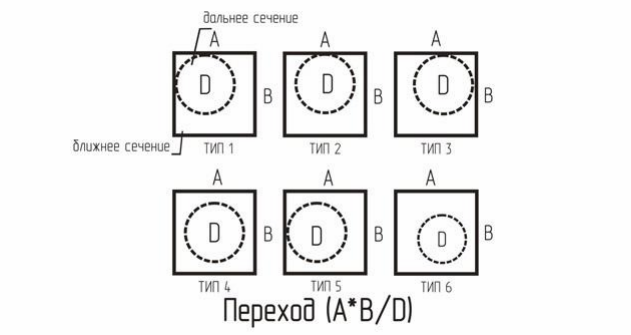 дальнее сечение
A A A
D D D
B B B
ближнее сечение
ТИП 1 ТИП 2 ТИП 3
A A A
D D D
B B B
ТИП 4 ТИП 5 ТИП 6
Переход (A*B/D)